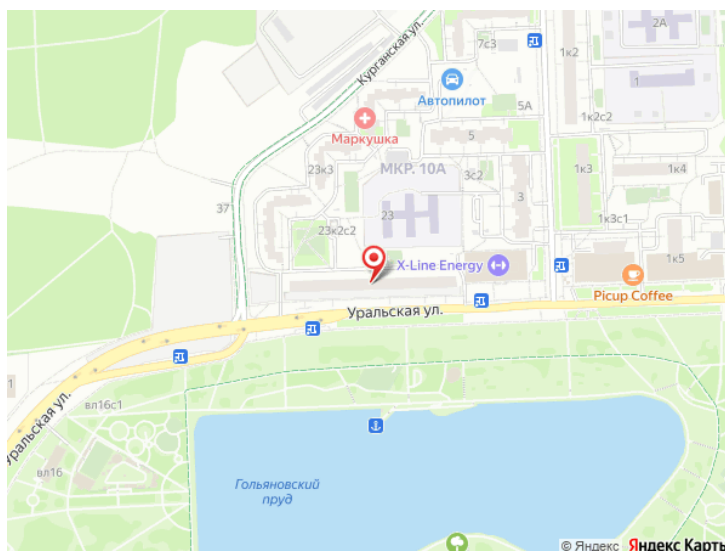 2А
7с3
1к2
Курганская ул.
1
Автопилот
5А
1к2с2
Маркушка
5
23к3
МКР. 10А
3с2
1к3
1к4
3
37
23
23к2с2
1к3с1
X-Line Energy
1к5
Picup Coffee
Уральская ул.
1
вл16с1
Уральская ул.
вл16
Гольяновский
пруд
© Яндекс Яндекс Карты